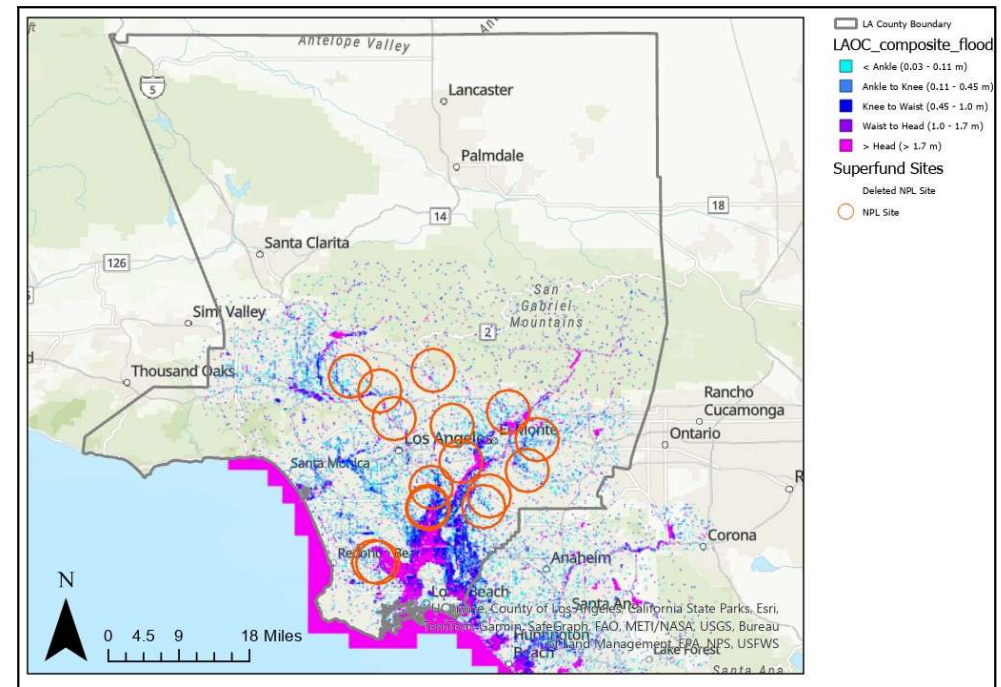 Antelope Valley
5
Lancaster
Palmdale
14
18
Santa Clarita
126
San
Gabriel
Mountains
Simi Valley
2
Thousand Oaks
Rancho
Cucamonga
Ontario
El Monte
Los Angeles
Santa Monica
Redondo Beach
Corona
Anaheim
Beach
Santa Ana
Huntington
Beach
Lake Forest
Santa Ana
County of Los Angeles, California State Parks, Esri,
Garmin, SafeGraph, FAO, METI/NASA, USGS, Bureau
of Land Management, EPA, NPS, USFWS
N
0 4.5 9 18 Miles
LA County Boundary
LAOC_composite_flood
< Ankle (0.03 - 0.11 m)
Ankle to Knee (0.11 - 0.45 m)
Knee to Waist (0.45 - 1.0 m)
Waist to Head (1.0 - 1.7 m)
> Head (> 1.7 m)
Superfund Sites
Deleted NPL Site
NPL Site